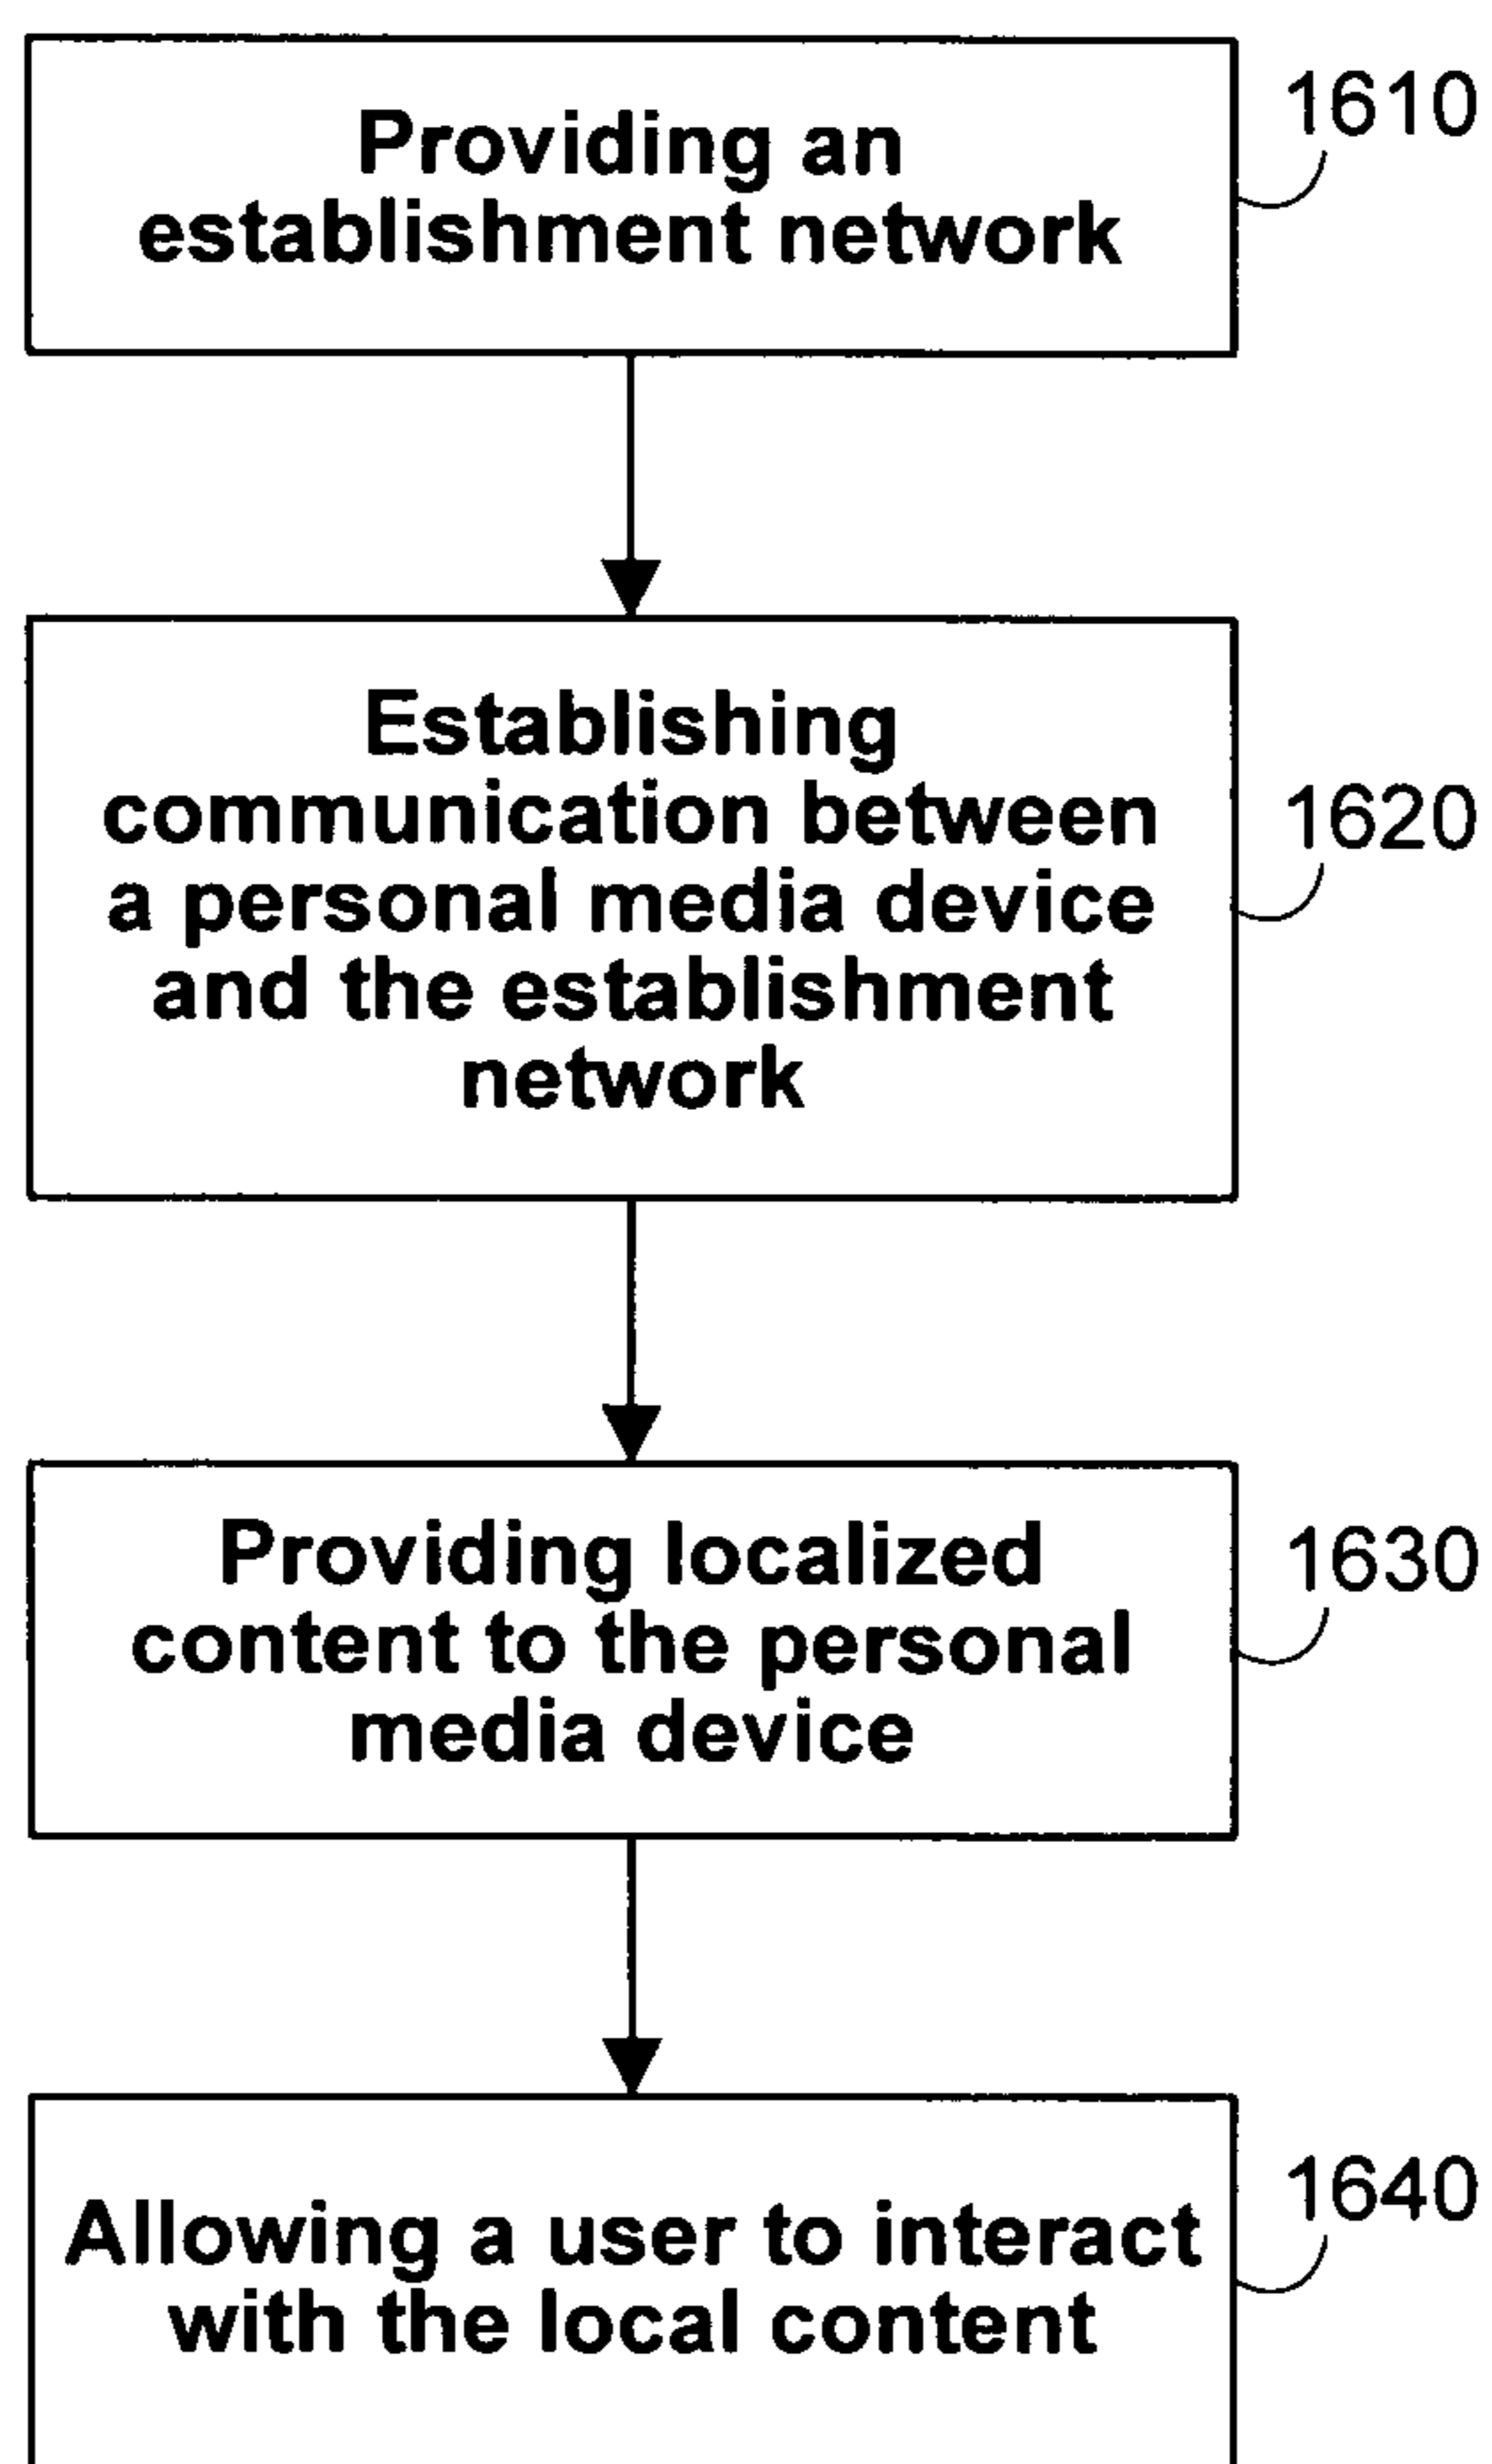 Providing an
establishment network
1610
Establishing
communication between
a personal media device
and the establishment
network
1620
Providing localized
content to the personal
media device
1630
Allowing a user to interact
with the local content
1640